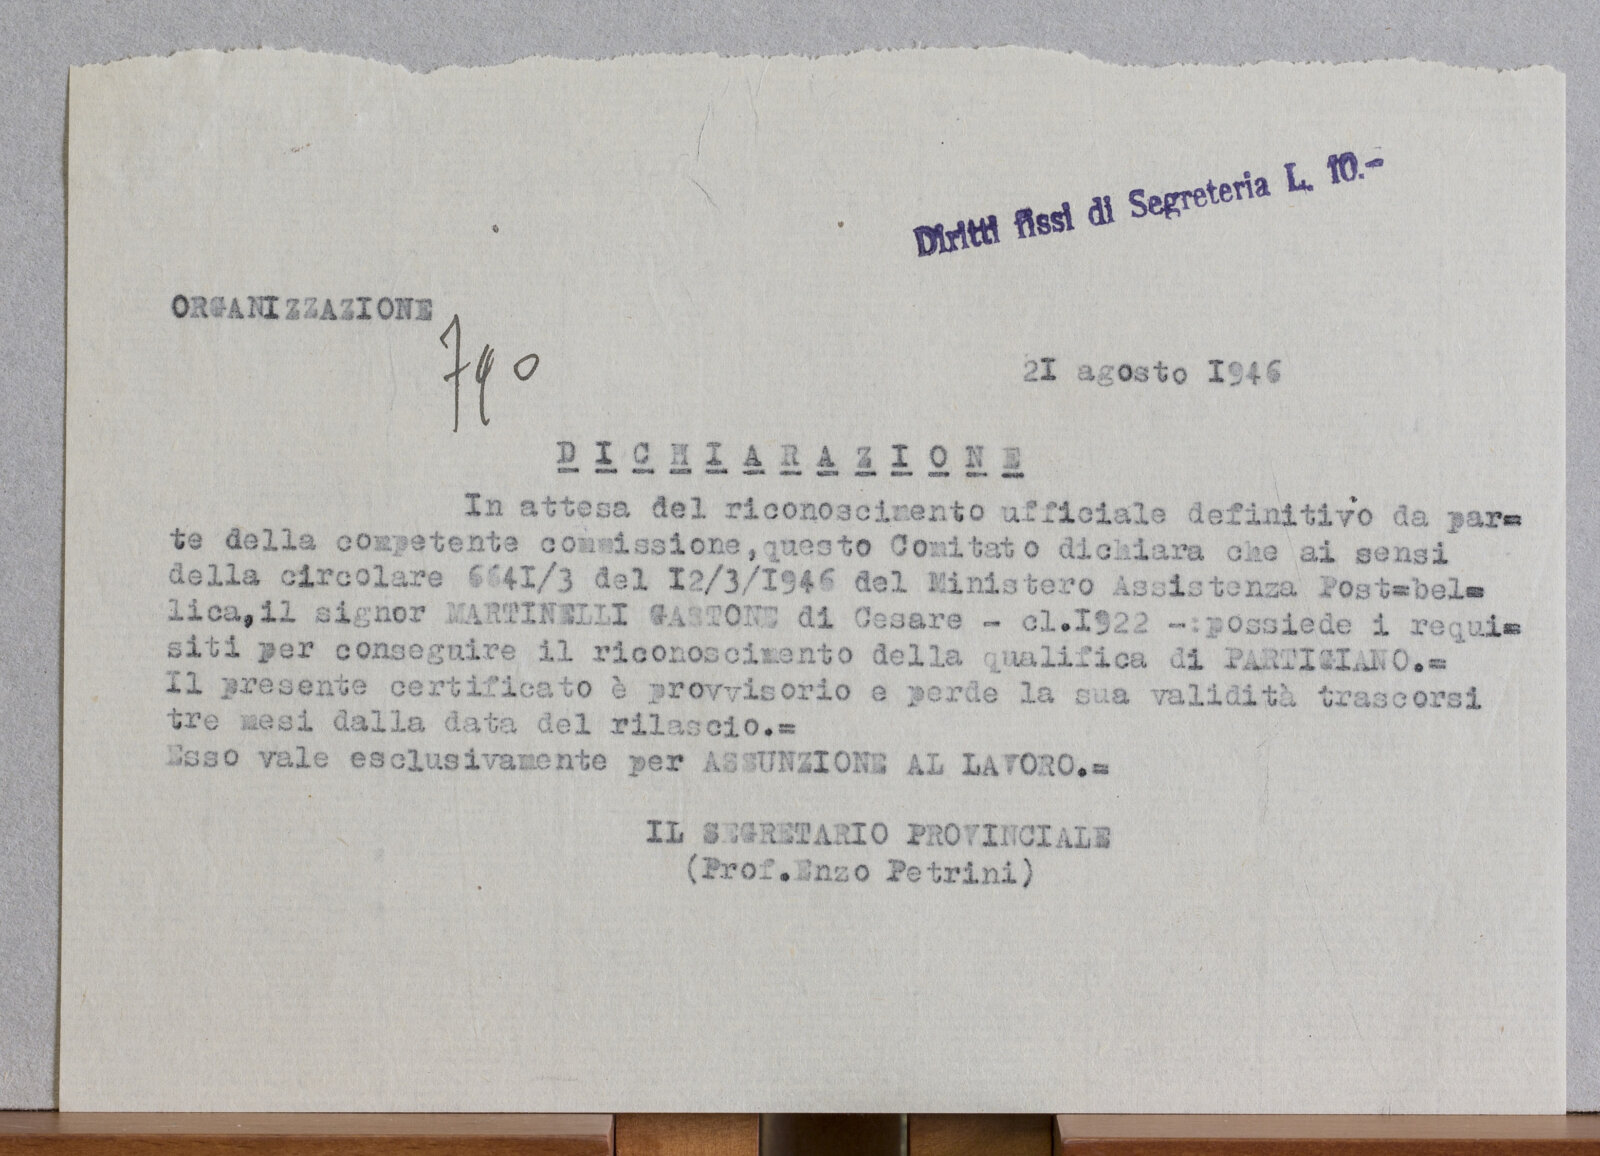 Diritti fissi di Segreteria L. 10.-
ORGANIZZAZIONE
790
21 agosto 1946
DICHIARAZIONE
In attesa del riconoscimento ufficiale definitivo da par=
te della competente commissione,questo Comitato dichiara che ai sensi
della circolare 6641/3 del 12/3/1946 del Ministero Assistenza Post=bel=
lica,il signor MARTINELLI GASTONE di Cesare - cl.1922 -:possiede i requi=
siti per conseguire il riconoscimento della qualifica di PARTIGIANO.=
Il presente certificato è provvisorio e perde la sua validità trascorsi
tre mesi dalla data del rilascio.=
Esso vale esclusivamente per ASSUNZIONE AL LAVORO.=
IL SEGRETARIO PROVINCIALE
(Prof.Enzo Petrini)